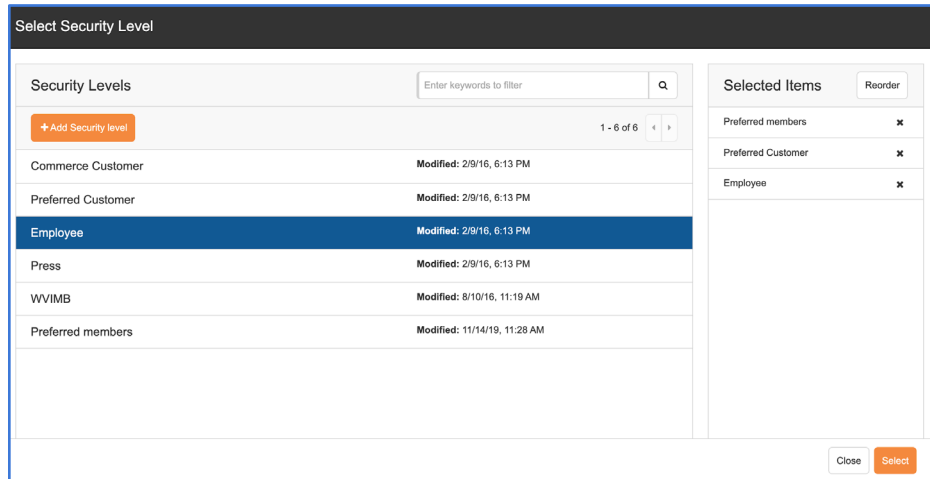 Select Security Level
Security Levels
Enter keywords to filter
+Add Security level
1 - 6 of 6
Commerce Customer Modified: 2/9/16, 6:13 PM
Preferred Customer Modified: 2/9/16, 6:13 PM
Employee Modified: 2/9/16, 6:13 PM
Press Modified: 2/9/16, 6:13 PM
WVIMB Modified: 8/10/16, 11:19 AM
Preferred members Modified: 11/14/19, 11:28 AM
Selected Items Reorder
Preferred members
Preferred Customer
Employee
Close Select